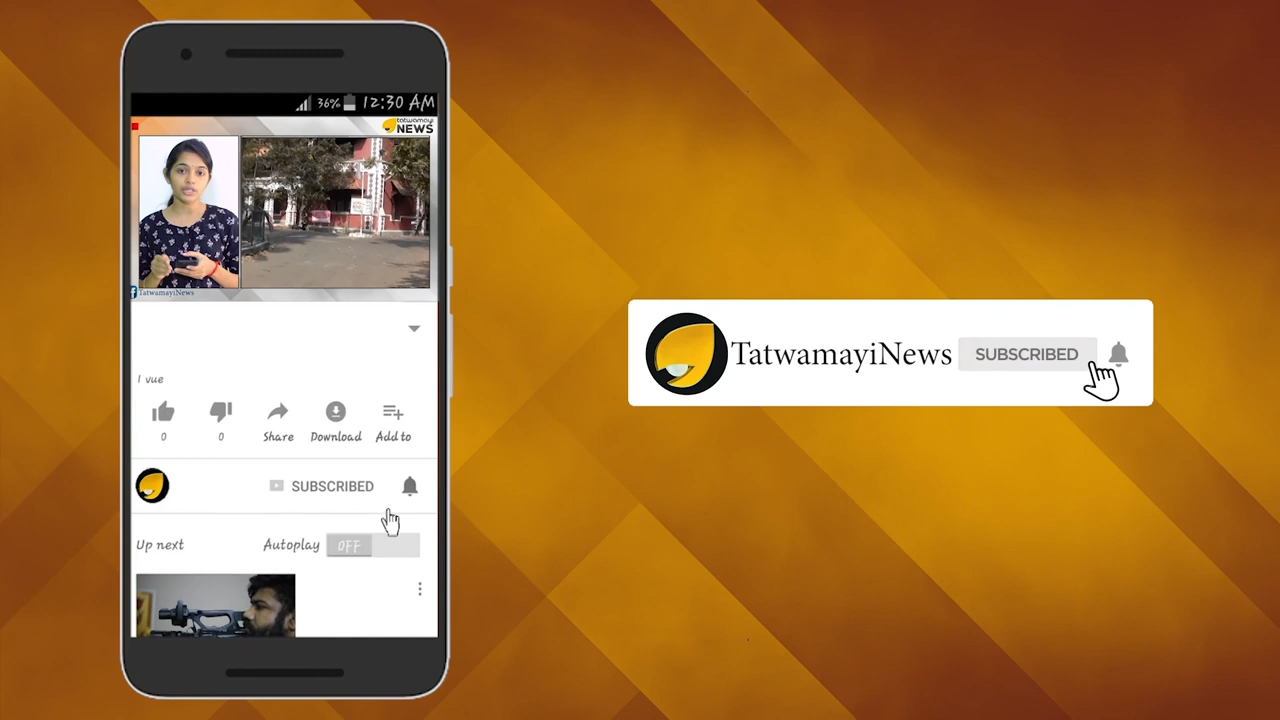 36% 12:30 AM
tatwamayi
NEWS
TatwamayiNews
1 vue
0 0 Share Download Add to
SUBSCRIBED
Up next Autoplay OFF
TatwamayiNews SUBSCRIBED